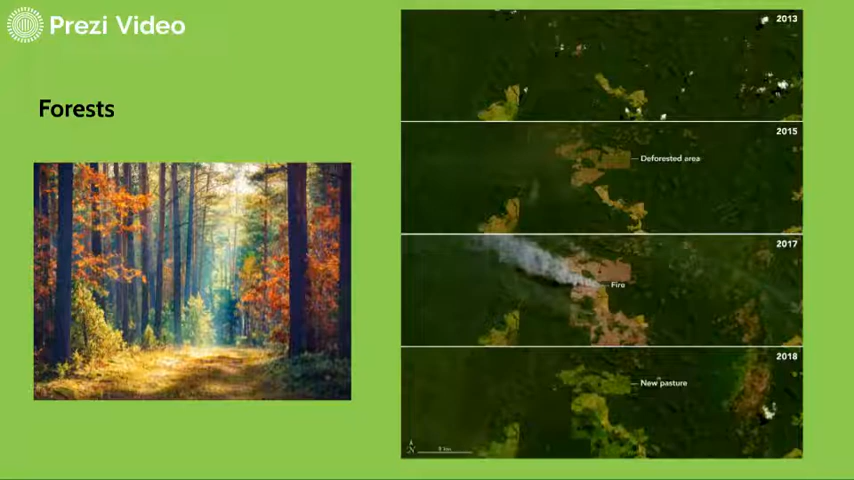 Prezi Video
Forests
2013
2015
Deforested area
2017
Fire
2018
New pasture
N